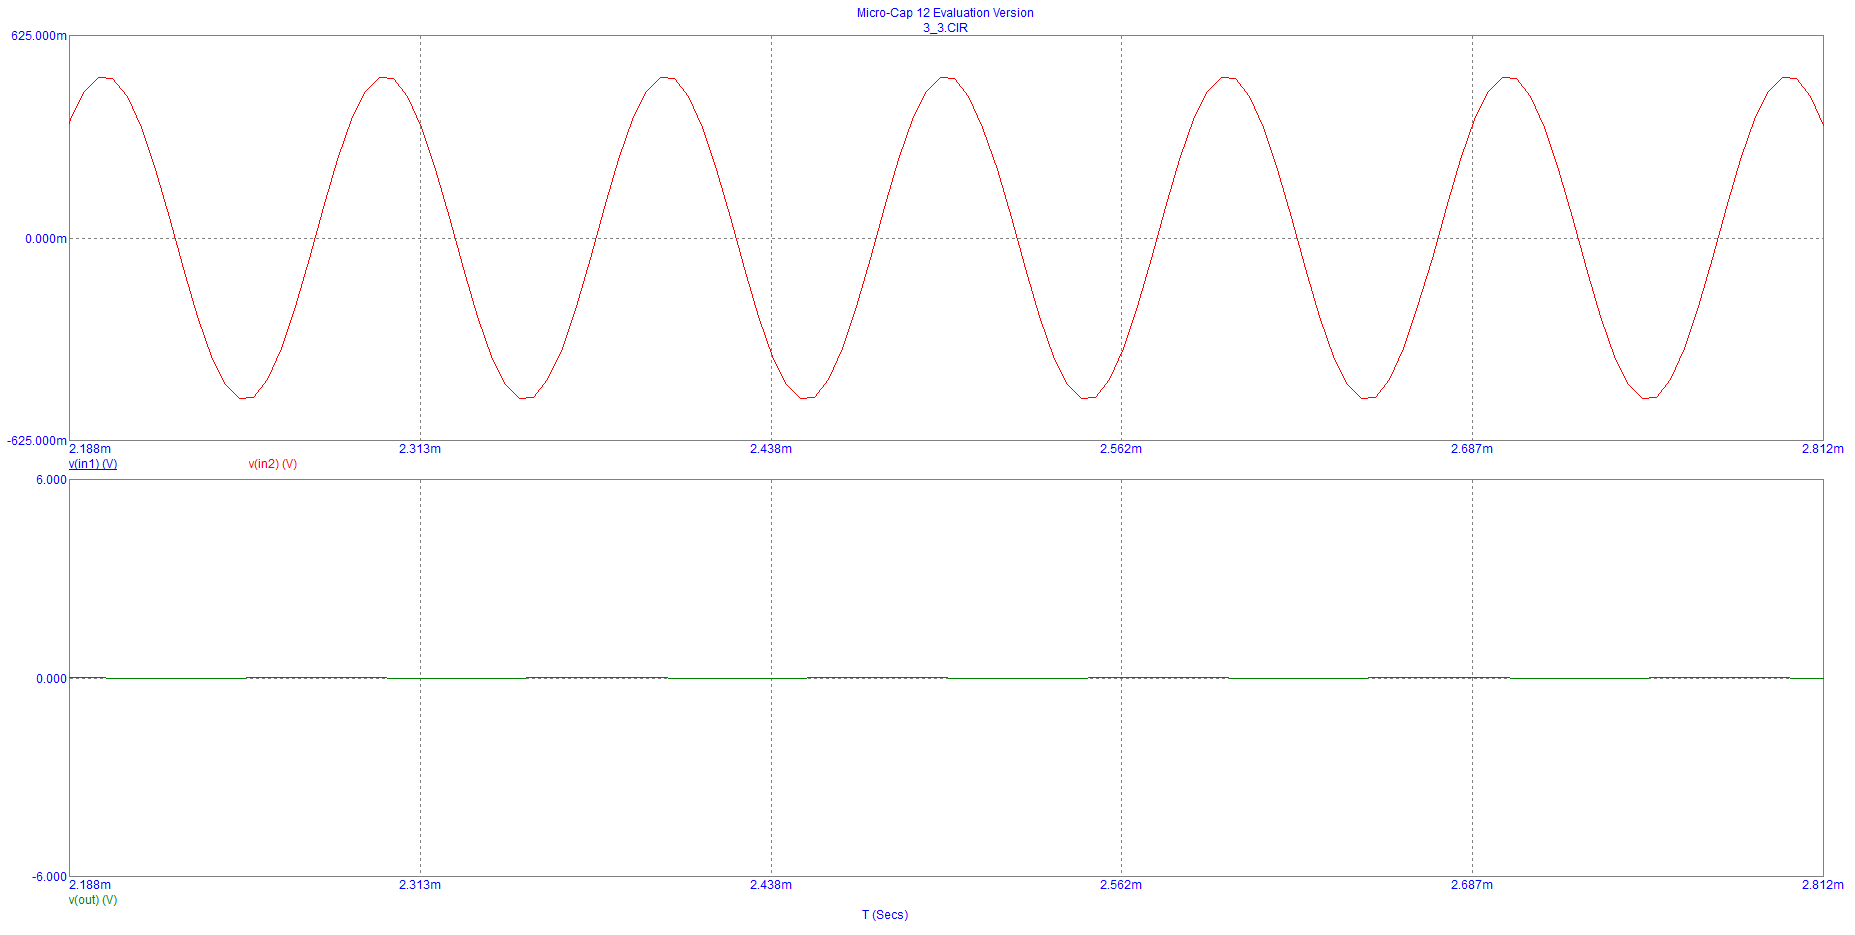 Micro-Cap 12 Evaluation Version
3_3.CIR
625.000m
0.000m
-625.000m
2.188m 2.313m 2.438m 2.562m 2.687m 2.812m
v(in1) (V) v(in2) (V)
6.000
0.000
-6.000
2.188m 2.313m 2.438m 2.562m 2.687m 2.812m
v(out) (V)
T (Secs)